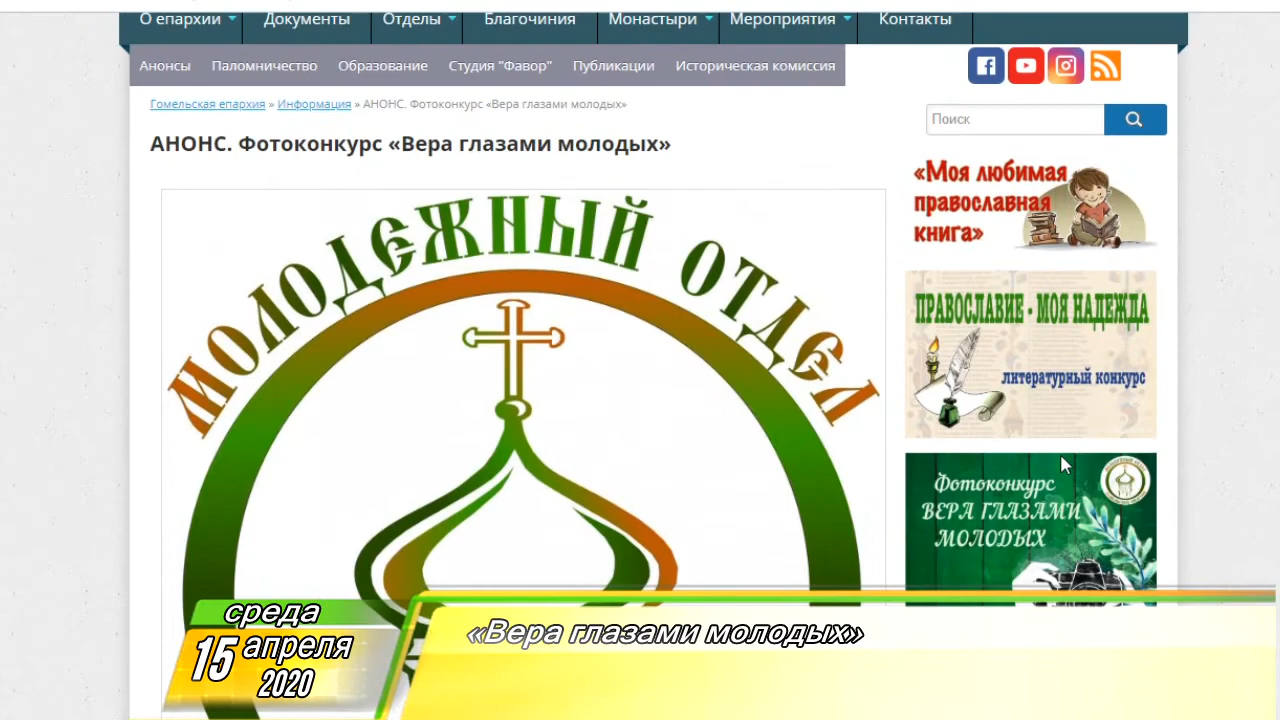 О епархии
Документы
Отделы
Благочиния
Монастыри
Мероприятия
Контакты
Анонсы
Паломничество
Образование
Студия "Фавор"
Публикации
Историческая комиссия
Гомельская епархия » Информация » АНОНС. Фотоконкурс «Вера глазами молодых»
Поиск
АНОНС. Фотоконкурс «Вера глазами молодых»
МОЛОДЕЖНЫЙ ОТДЕЛ
«Моя любимая
православная
книга»
ПРАВОСЛАВИЕ - МОЯ НАДЕЖДА
литературный конкурс
Фотоконкурс
ВЕРА ГЛАЗАМИ
МОЛОДЫХ
среда
15 апреля
2020
«Вера глазами молодых»